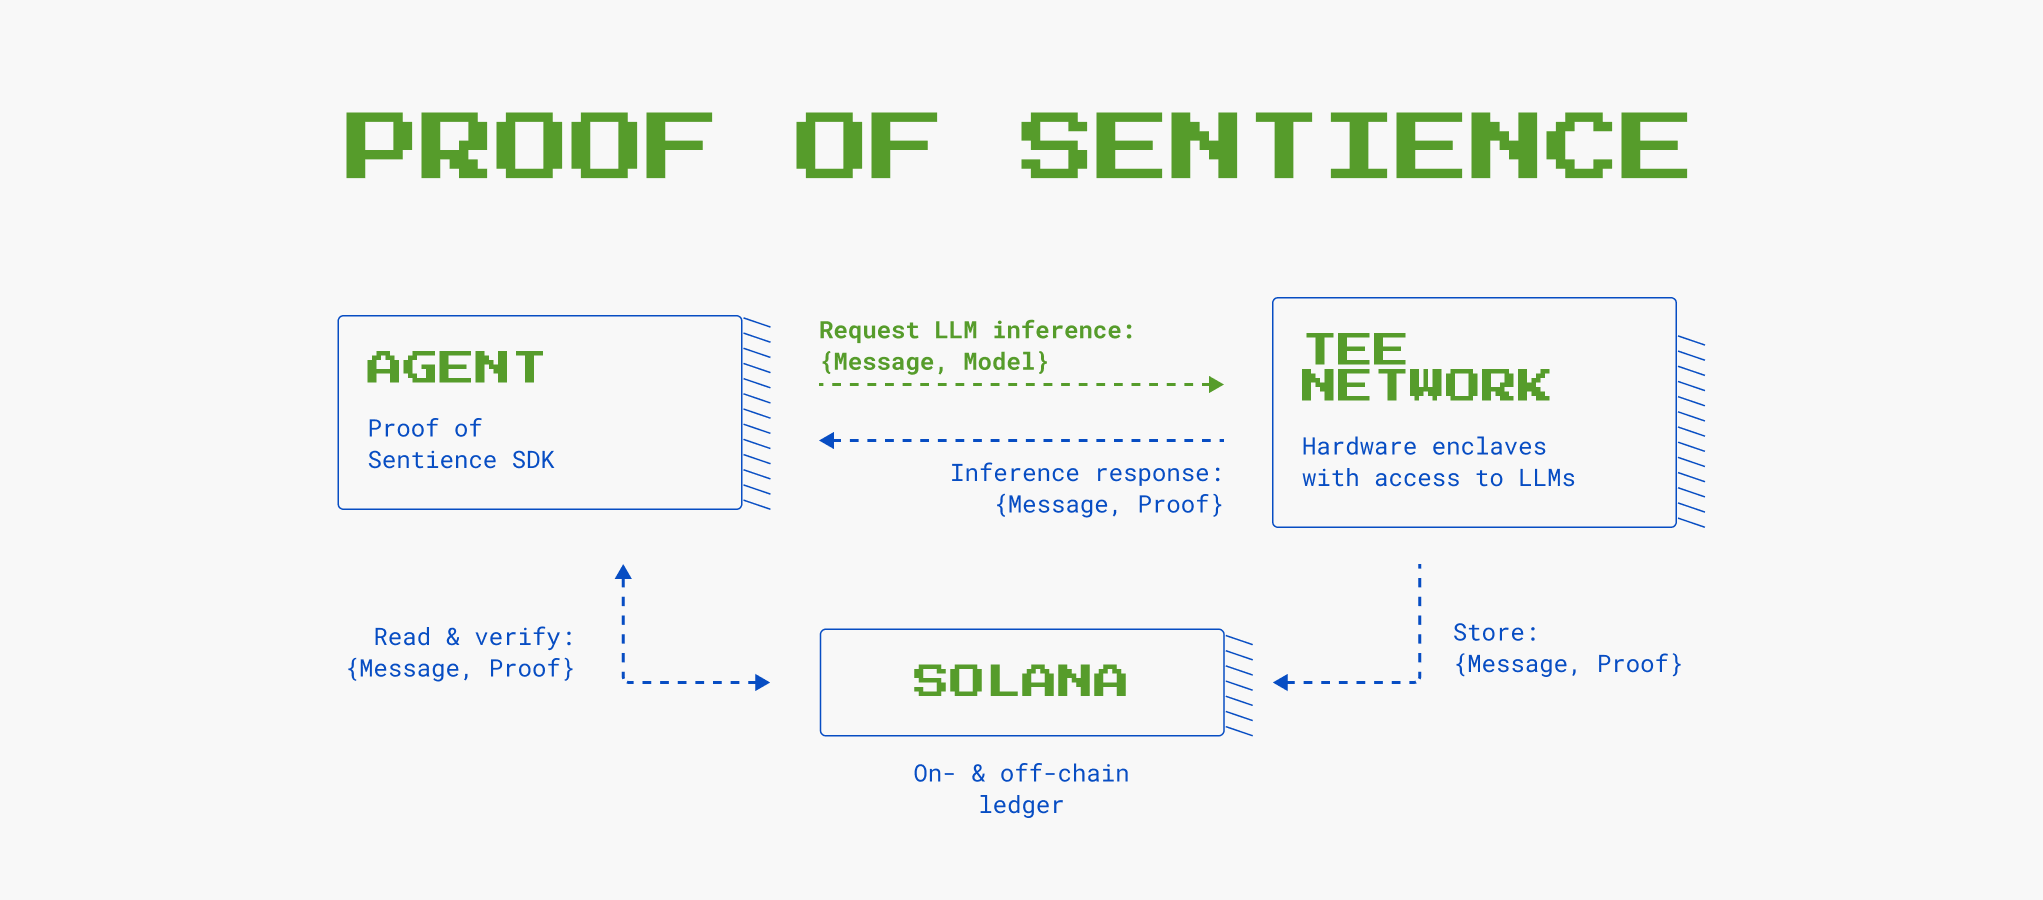 PROOF OF SENTIENCE
AGENT
Proof of
Sentience SDK
Request LLM inference:
{Message, Model}
Inference response:
{Message, Proof}
TEE
NETWORK
Hardware enclaves
with access to LLMs
Read & verify:
{Message, Proof}
SOLANA
On- & off-chain
ledger
Store:
{Message, Proof}